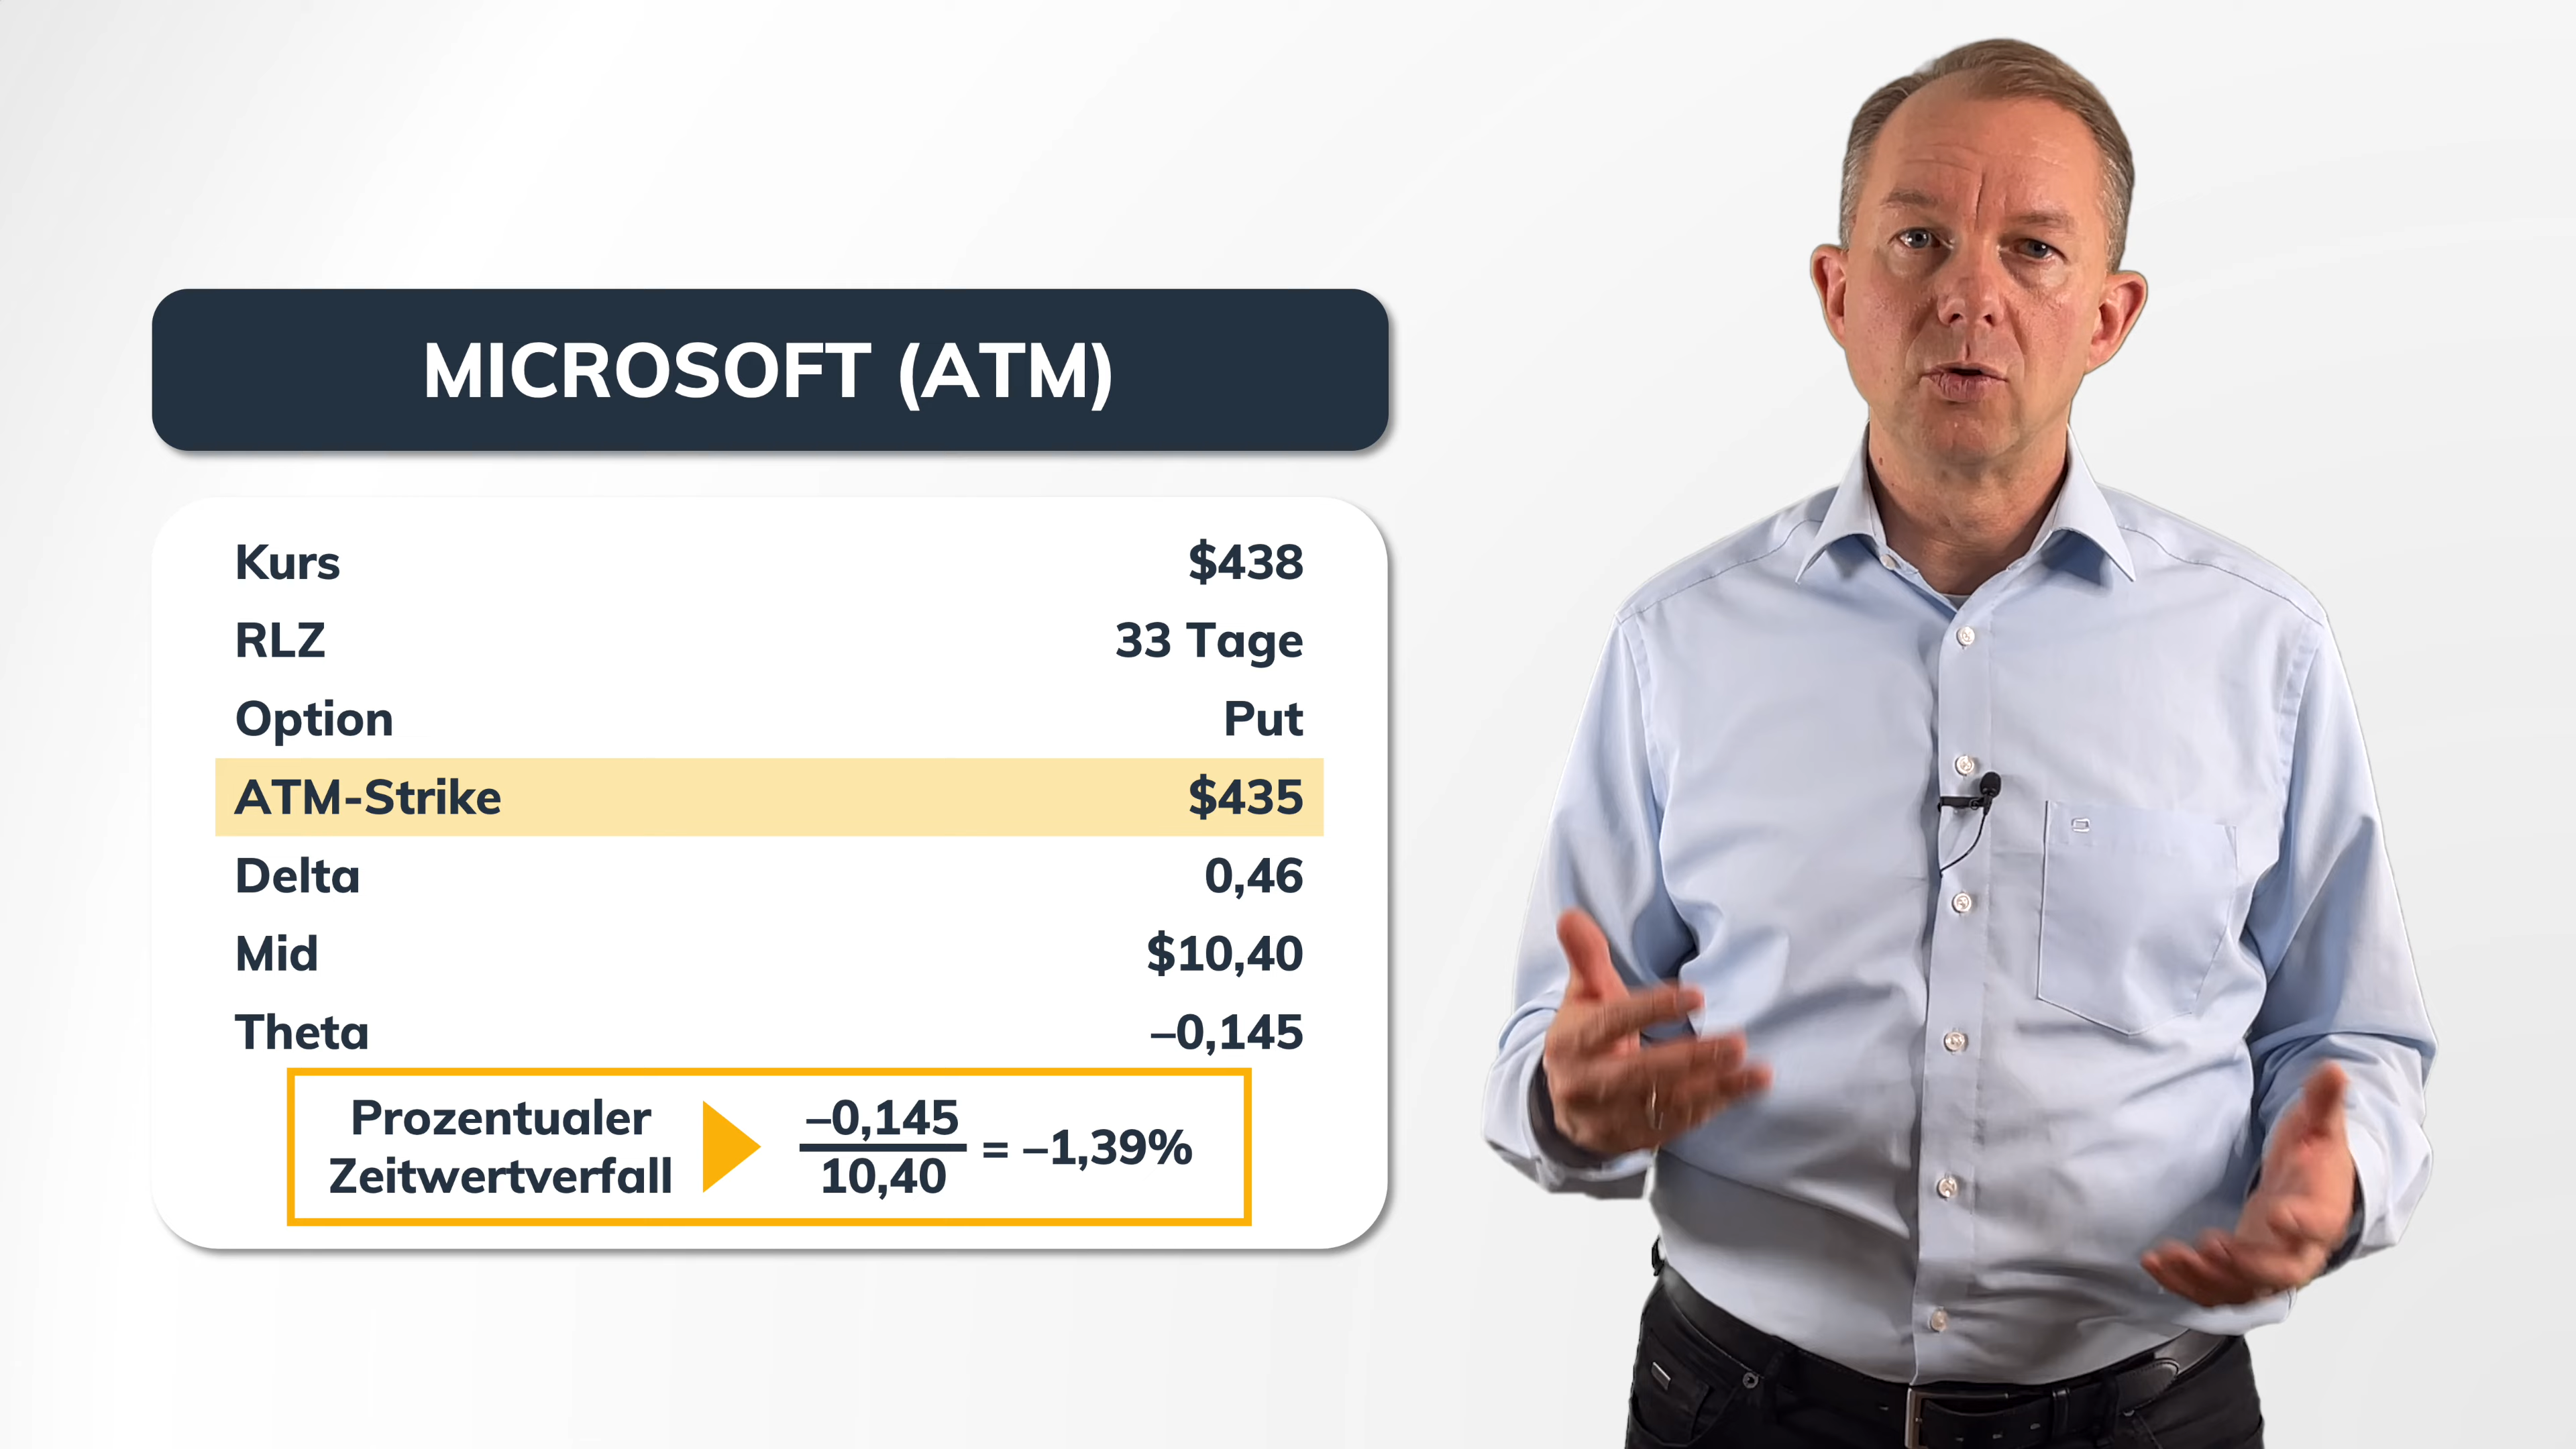 MICROSOFT (ATM)
Kurs $438
RLZ 33 Tage
Option Put
ATM-Strike $435
Delta 0,46
Mid $10,40
Theta –0,145
Prozentualer
Zeitwertverfall
–0,145
10,40
= –1,39%